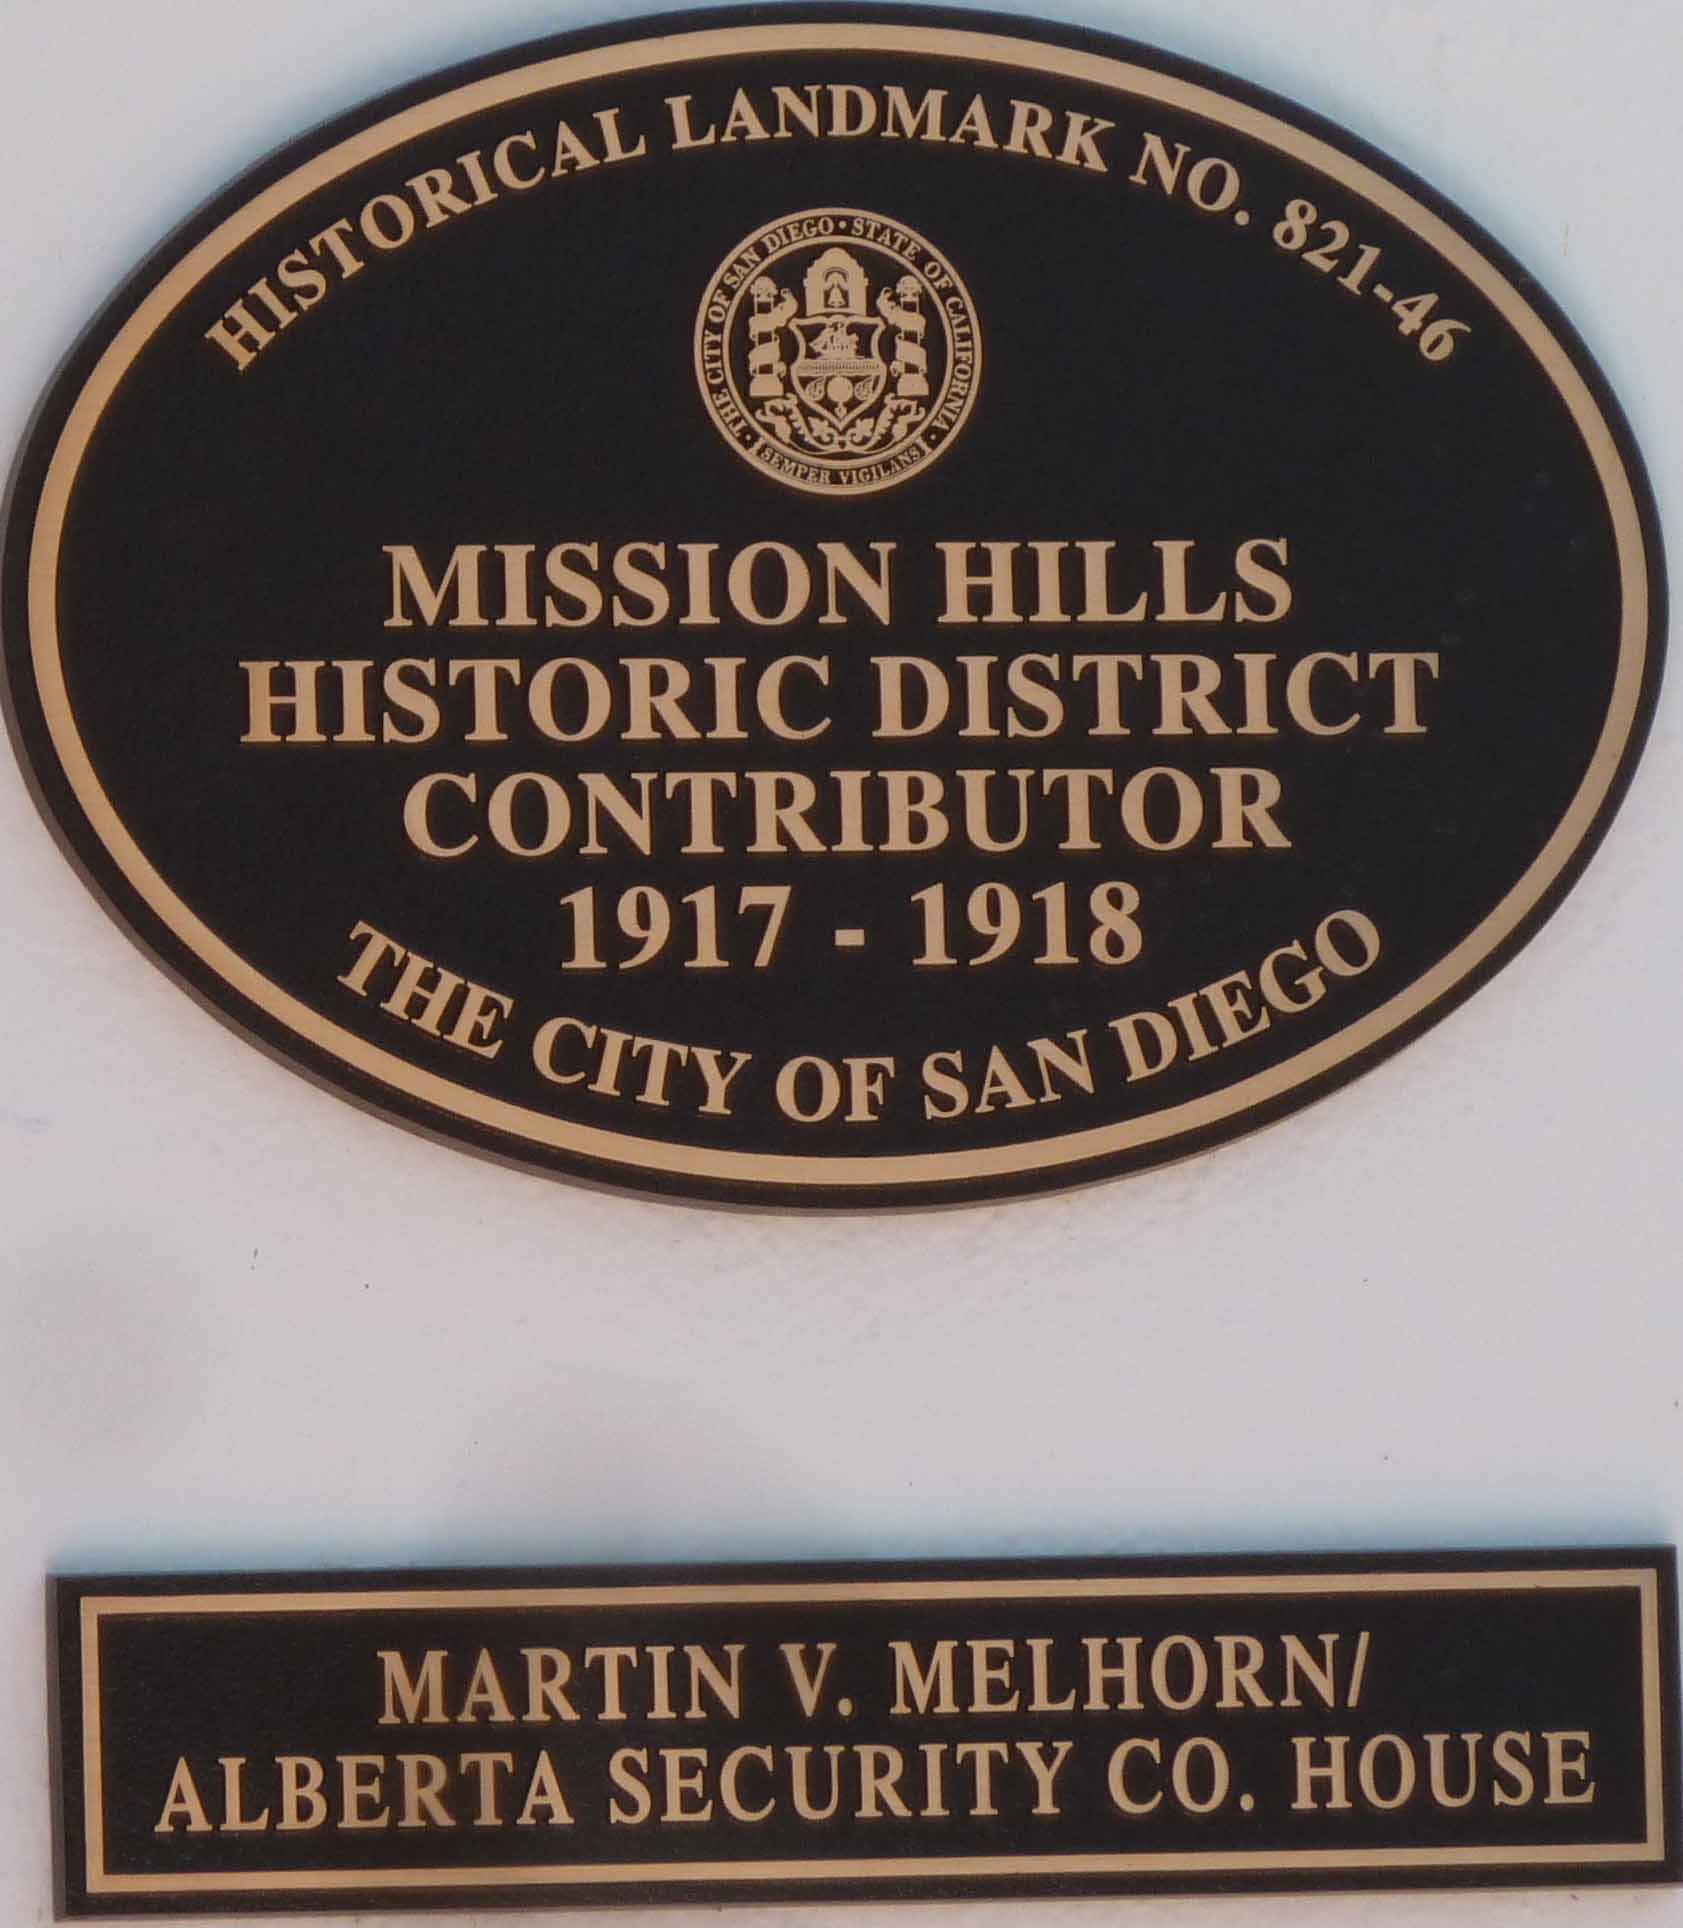 HISTORICAL LANDMARK NO. 821-46
THE CITY OF SAN DIEGO · STATE OF CALIFORNIA
SEMPER VIGILANS
MISSION HILLS
HISTORIC DISTRICT
CONTRIBUTOR
1917 - 1918
THE CITY OF SAN DIEGO
MARTIN V. MELHORN/
ALBERTA SECURITY CO. HOUSE